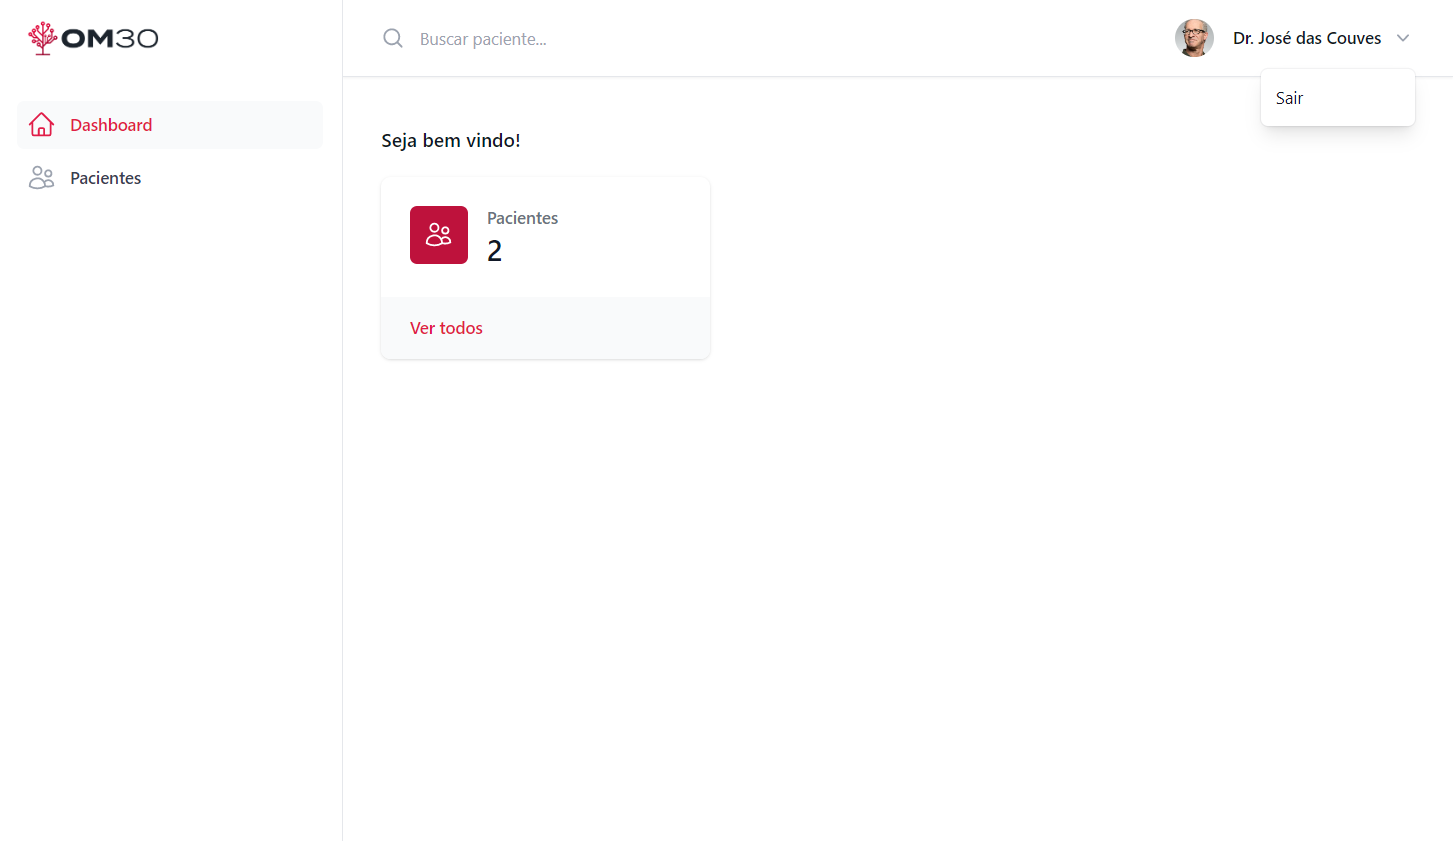 OM30
Buscar paciente...
Dr. José das Couves
Sair
Dashboard
Pacientes
Seja bem vindo!
Pacientes
2
Ver todos